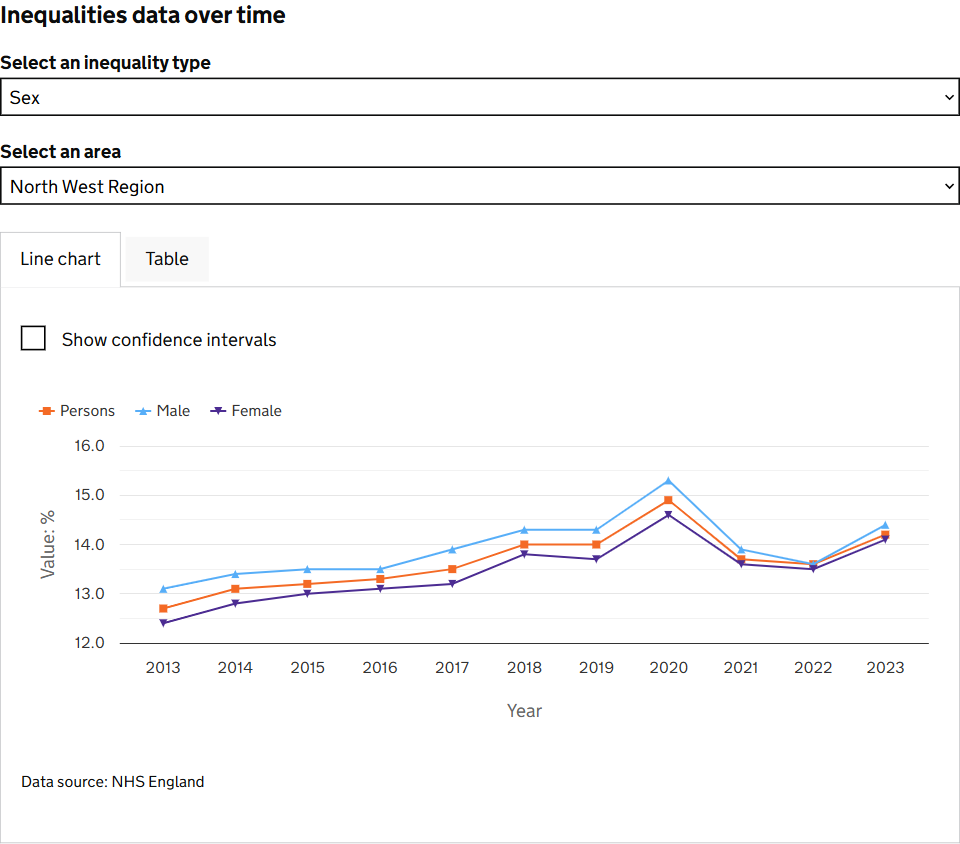 Inequalities data over time
Select an inequality type
Sex
Select an area
North West Region
Line chart Table
Show confidence intervals
Persons Male Female
16.0
15.0
14.0
13.0
12.0
Value: %
2013 2014 2015 2016 2017 2018 2019 2020 2021 2022 2023
Year
Data source: NHS England